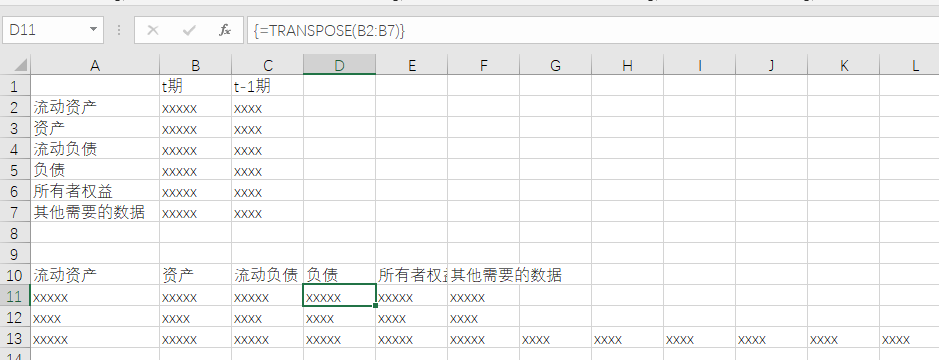 D11 fx {=TRANSPOSE(B2:B7)}
A B C D E F G H I J K L
1 t期 t-1期
2 流动资产 xxxxx xxxx
3 资产 xxxxx xxxx
4 流动负债 xxxxx xxxx
5 负债 xxxxx xxxx
6 所有者权益 xxxxx xxxx
7 其他需要的数据 xxxxx xxxx
8
9
10 流动资产 资产 流动负债 负债 所有者权 其他需要的数据
11 xxxxx xxxxx xxxxx xxxxx xxxxx xxxxx
12 xxxx xxxx xxxx xxxx xxxx xxxx
13 xxxxx xxxxx xxxxx xxxxx xxxxx xxxxx xxxx xxxx xxxx xxxx xxxx xxxx